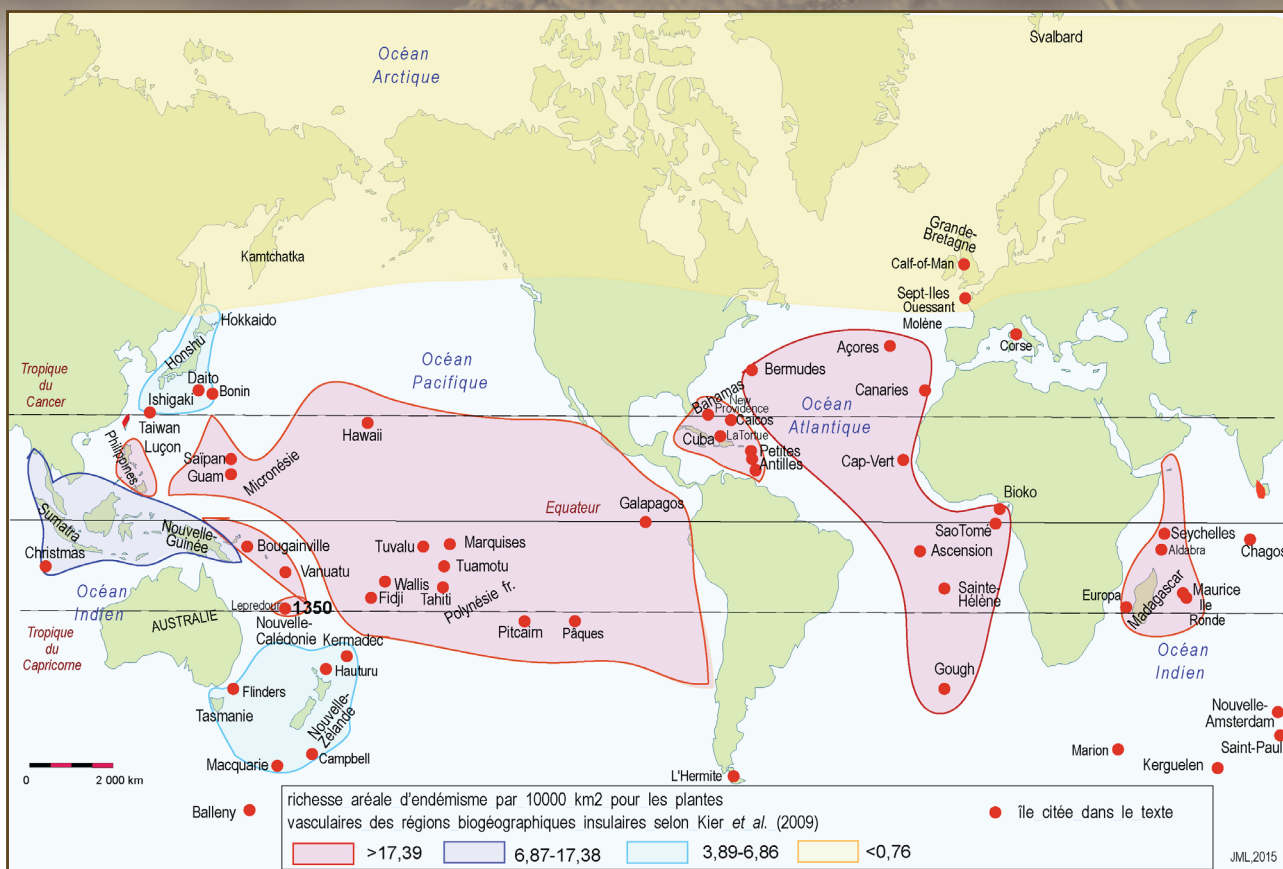 Svalbard
Océan
Arctique
Grande-
Bretagne
Kamtchatka
Calf-of-Man
Sept-Iles
Ouessant
Molène
Hokkaido
Honshu
Corse
Açores
Océan
Pacifique
Tropique
du
Cancer
Daito
Bonin
Ishigaki
Bermudes
Canaries
Bahamas
New
Providence
Caicos
Océan
Atlantique
Taiwan
Hawaii
Luçon
Philippines
Cuba
LaTortue
Petites
Antilles
Saïpan
Guam
Micronésie
Cap-Vert
Equateur
Galapagos
Bioko
SaoTomé
Sumatra
Nouvelle-
Guinée
Christmas
Bougainville
Tuvalu
Marquises
Ascension
Seychelles
Aldabra
Chagos
Vanuatu
Tuamotu
Wallis
Tahiti
Fidji
Polynésie fr.
Sainte-
Hélène
Europa
Madagascar
Maurice
Ile
Ronde
Océan
Indien
AUSTRALIE
Lepredour
1350
Nouvelle-
Calédonie
Pitcairn
Pâques
Tropique
du
Capricorne
Kermadec
Hauturu
Océan
Indien
Flinders
Tasmanie
Nouvelle-
Zélande
Gough
Nouvelle-
Amsterdam
Saint-Paul
Macquarie
Campbell
Marion
Kerguelen
0 2 000 km
L'Hermite
Balleny
richesse aréale d'endémisme par 10000 km2 pour les plantes
vasculaires des régions biogéographiques insulaires selon Kier et al. (2009)
île citée dans le texte
>17,39 6,87-17,38 3,89-6,86 <0,76
JML,2015